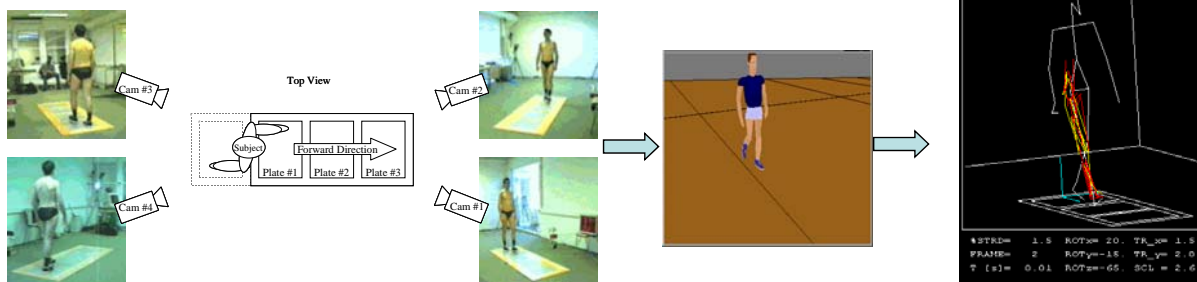 Top View
Cam #3
Cam #2
Subject
Forward Direction
Plate #1
Plate #2
Plate #3
Cam #4
Cam #1
%STRD= 1.5 ROTx= 20. TR_x= 1.5
FRAME= 2 ROTy=-15. TR_y= 2.0
T [s]= 0.01 ROTz=-65. SCL = 2.6